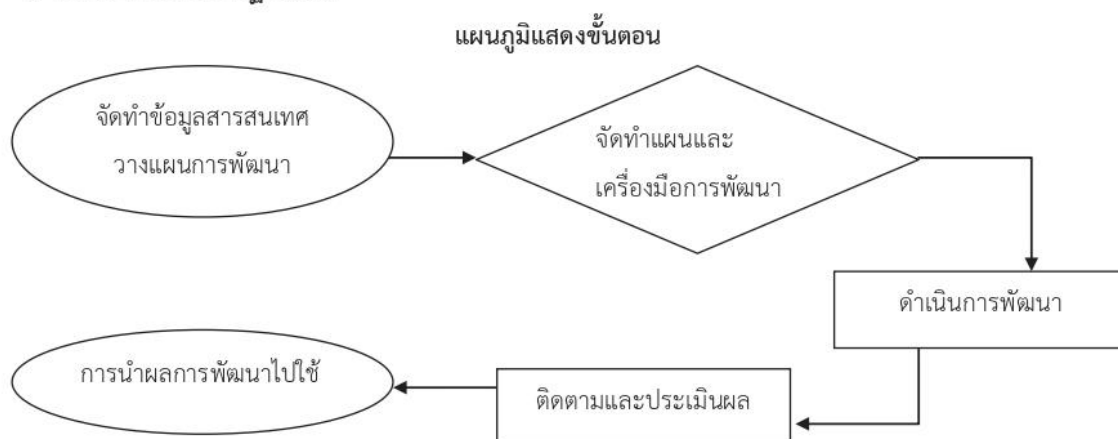 แผนภูมิแสดงขั้นตอน
จัดทำข้อมูลสารสนเทศ
วางแผนการพัฒนา
จัดทำแผนและ
เครื่องมือการพัฒนา
ดำเนินการพัฒนา
ติดตามและประเมินผล
การนำผลการพัฒนาไปใช้